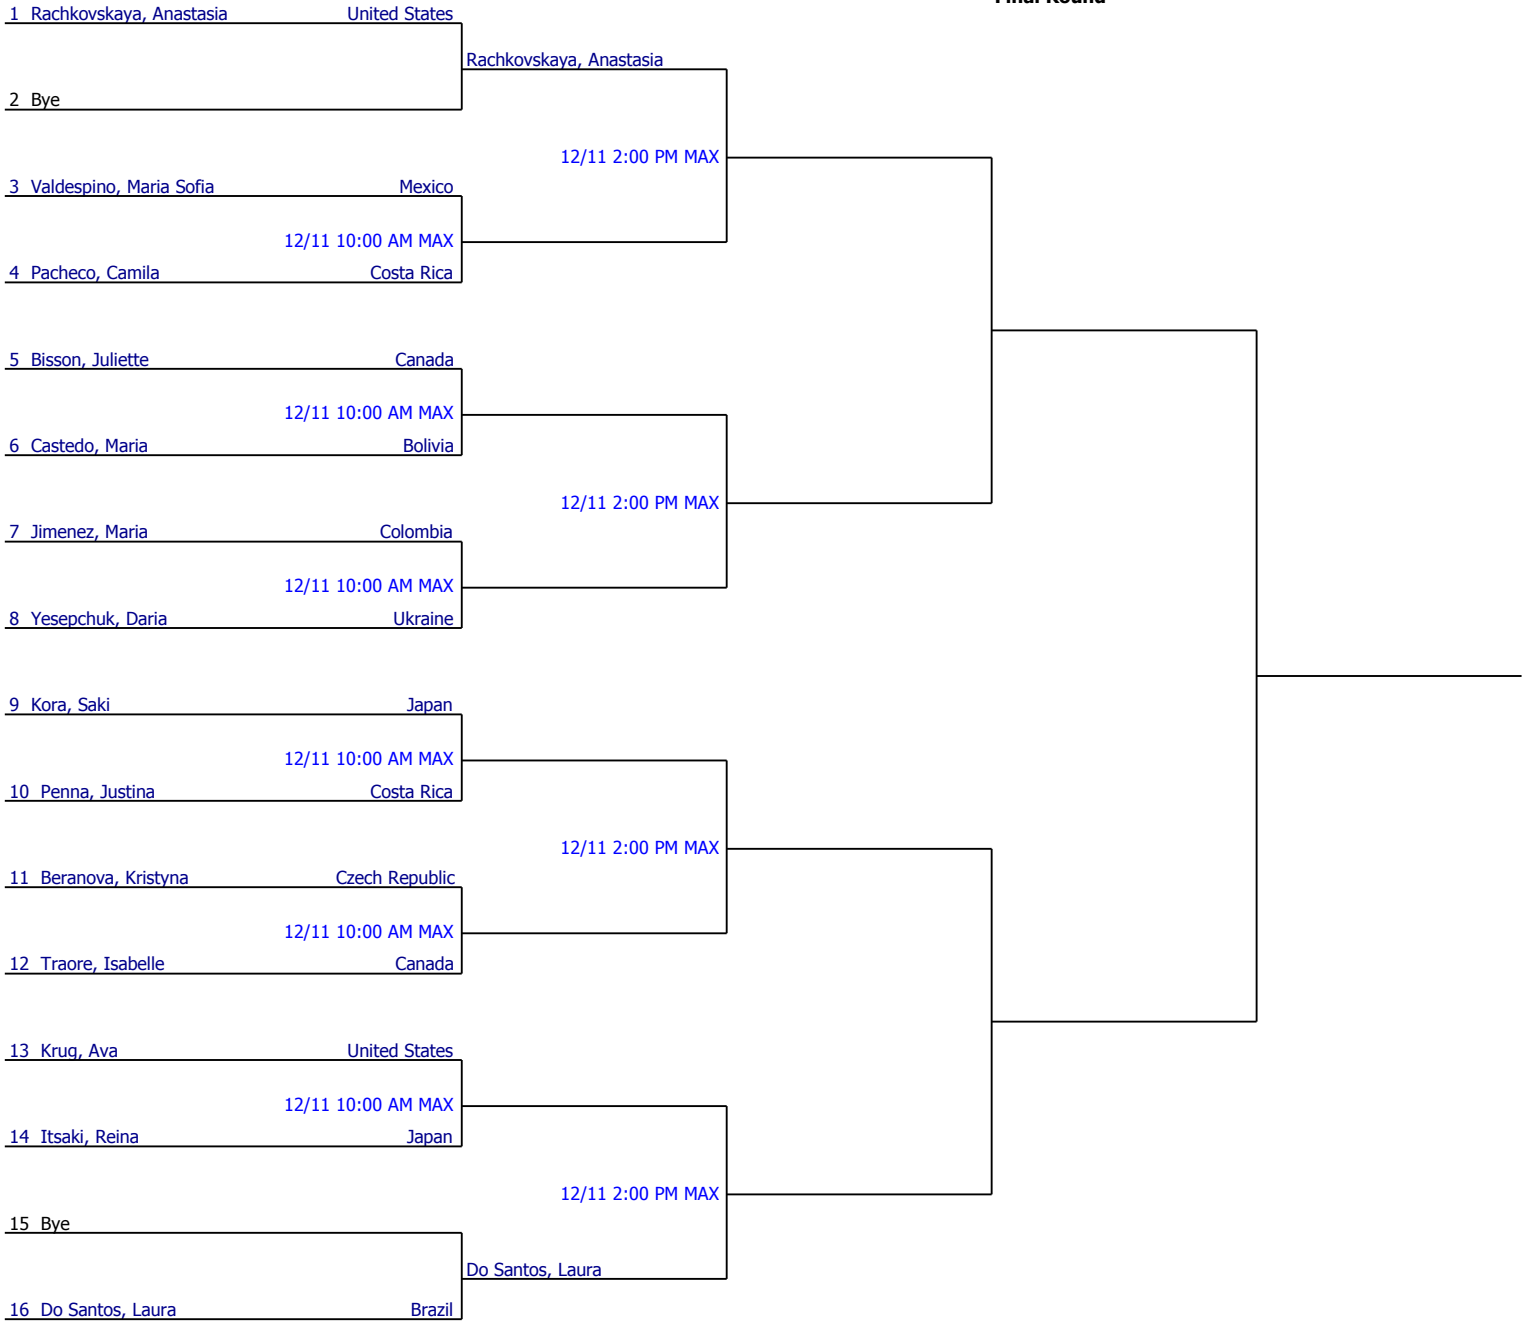 Final Round
1 Rachkovskaya, Anastasia United States
Rachkovskaya, Anastasia
2 Bye
12/11 2:00 PM MAX
3 Valdespino, Maria Sofia Mexico
12/11 10:00 AM MAX
4 Pacheco, Camila Costa Rica
5 Bisson, Juliette Canada
12/11 10:00 AM MAX
6 Castedo, Maria Bolivia
12/11 2:00 PM MAX
7 Jimenez, Maria Colombia
12/11 10:00 AM MAX
8 Yesepchuk, Daria Ukraine
9 Kora, Saki Japan
12/11 10:00 AM MAX
10 Penna, Justina Costa Rica
12/11 2:00 PM MAX
11 Beranova, Kristyna Czech Republic
12/11 10:00 AM MAX
12 Traore, Isabelle Canada
13 Krug, Ava United States
12/11 10:00 AM MAX
14 Itsaki, Reina Japan
12/11 2:00 PM MAX
15 Bye
Do Santos, Laura
16 Do Santos, Laura Brazil